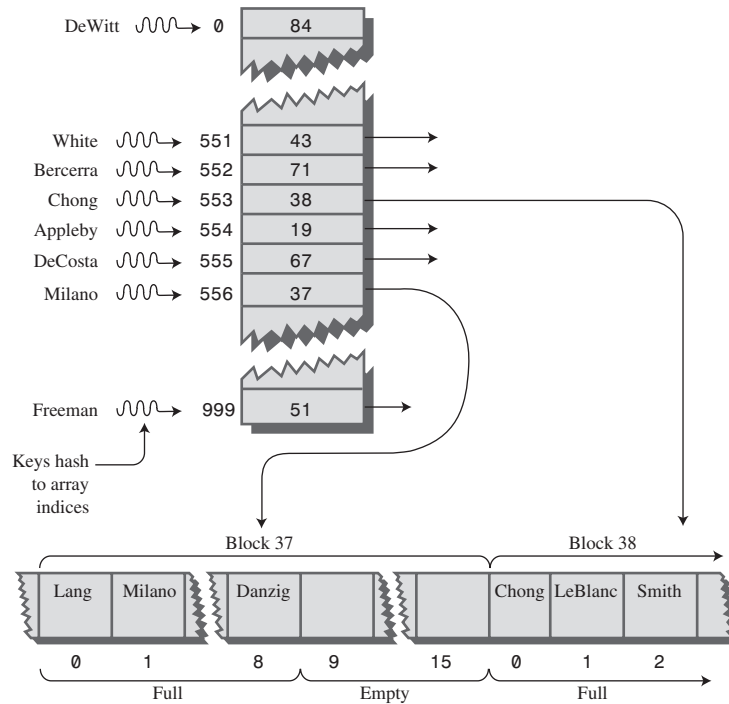 DeWitt 0 84
White 551 43
Bercerra 552 71
Chong 553 38
Appleby 554 19
DeCosta 555 67
Milano 556 37
Freeman 999 51
Keys hash
to array
indices
Block 37 Block 38
Lang Milano Danzig Chong LeBlanc Smith
0 1 8 9 15 0 1 2
Full Empty Full